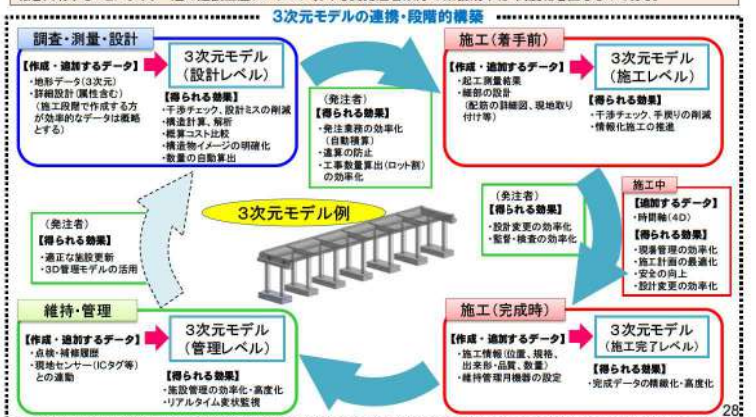 3次元モデルの連携・段階的構築
調査・測量・設計
【作成・追加するデータ】
・地形データ(3次元)
・詳細設計(属性含む)
(施工段階で作成する方
が効率的なデータは概略
とする)
3次元モデル
(設計レベル)
【得られる効果】
・干渉チェック、設計ミスの削減
・構造計算、解析
・概算コスト比較
・構造物イメージの明確化
・数量の自動算出
(発注者)
【得られる効果】
・発注業務の効率化
(自動積算)
・違算の防止
・工事数量算出(ロット割)
の効率化
施工(着手前)
【作成・追加するデータ】
・起工測量結果
・細部の設計
(配筋の詳細図、現地取り
付け等)
3次元モデル
(施工レベル)
【得られる効果】
・干渉チェック、手戻りの削減
・情報化施工の推進
(発注者)
【得られる効果】
・設計変更の効率化
・監督・検査の効率化
施工中
【追加するデータ】
・時間軸(4D)
【得られる効果】
・現場管理の効率化
・施工計画の最適化
・安全の向上
・設計変更の効率化
3次元モデル例
(発注者)
【得られる効果】
・適正な施設更新
・3D管理モデルの活用
維持・管理
【作成・追加するデータ】
・点検・補修履歴
・現地センサー(ICタグ等)
との連動
3次元モデル
(管理レベル)
【得られる効果】
・施設管理の効率化・高度化
・リアルタイム変状監視
施工(完成時)
【作成・追加するデータ】
・施工情報(位置、規格、
出来形・品質、数量)
・維持管理用機器の設定
3次元モデル
(施工完了レベル)
【得られる効果】
・完成データの精緻化・高度化
28